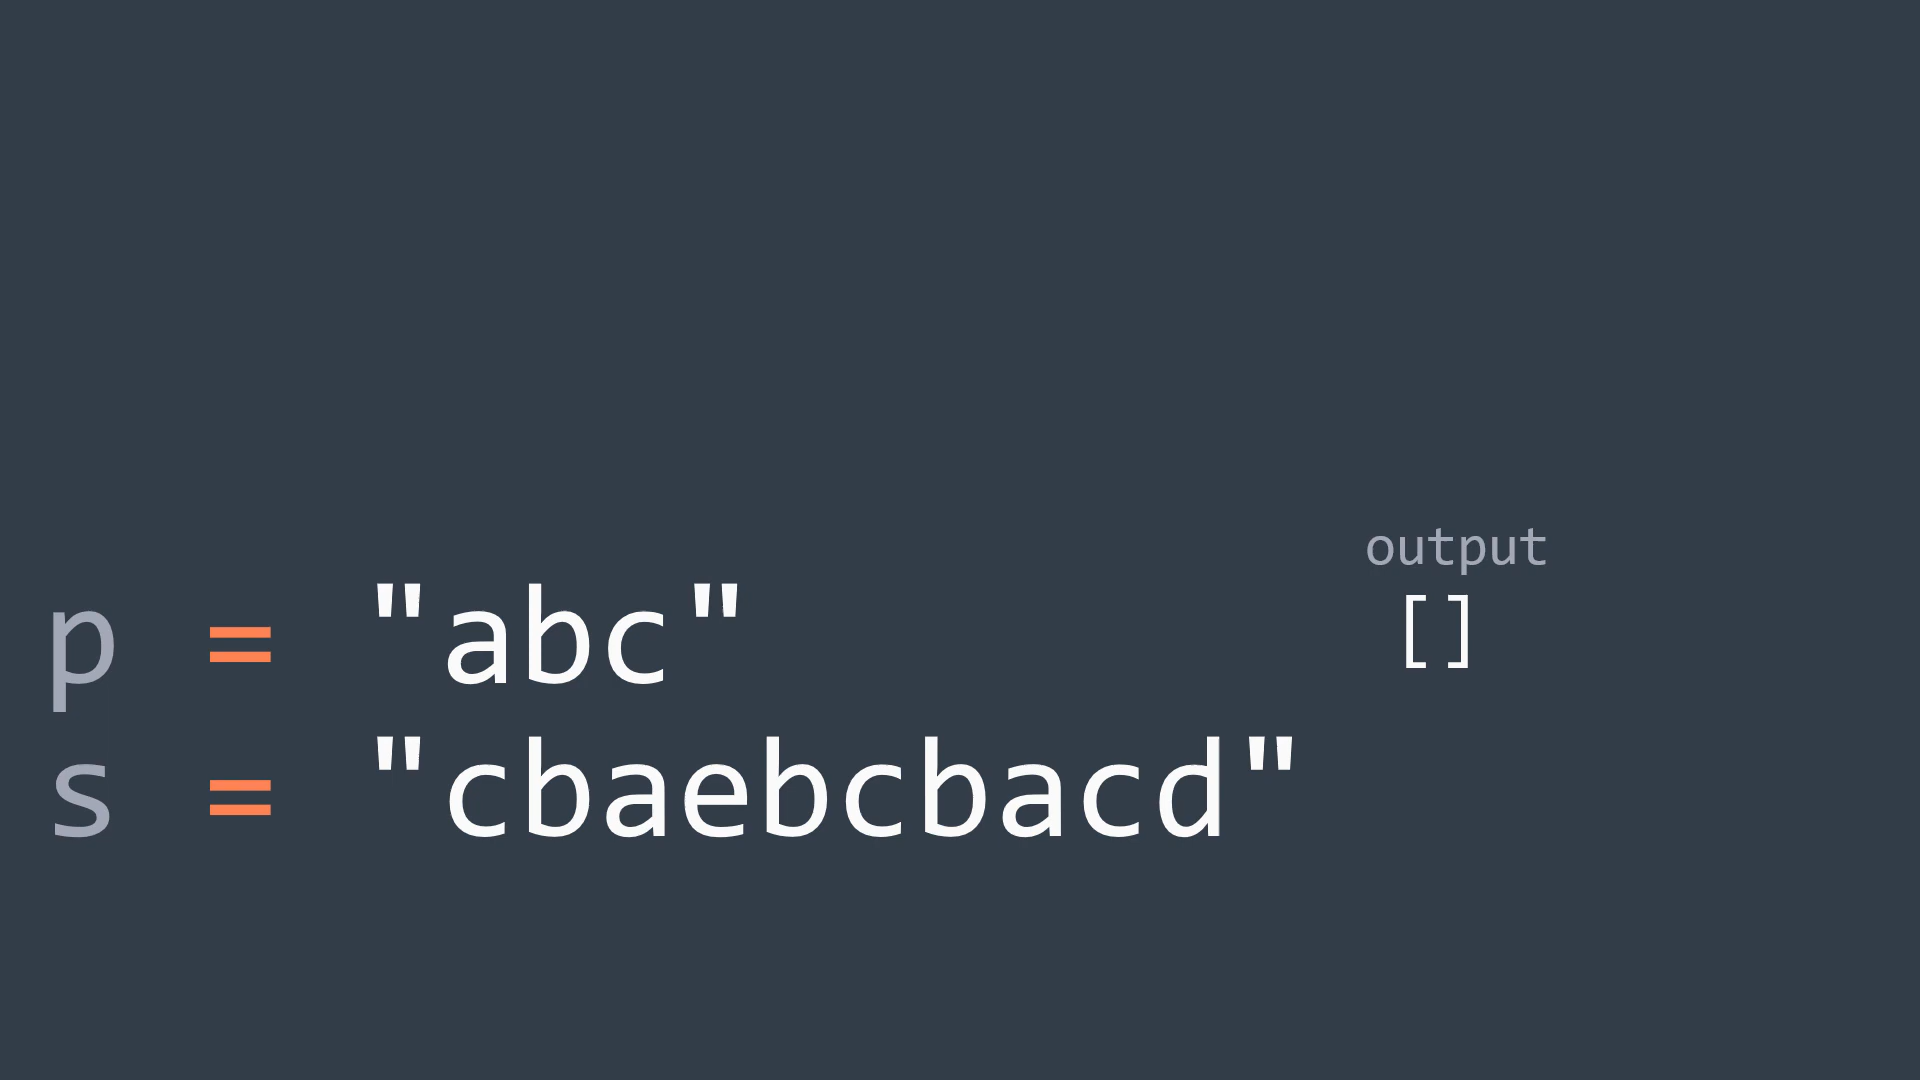 output
p = "abc"
[]
s = "cbaebcbacd"